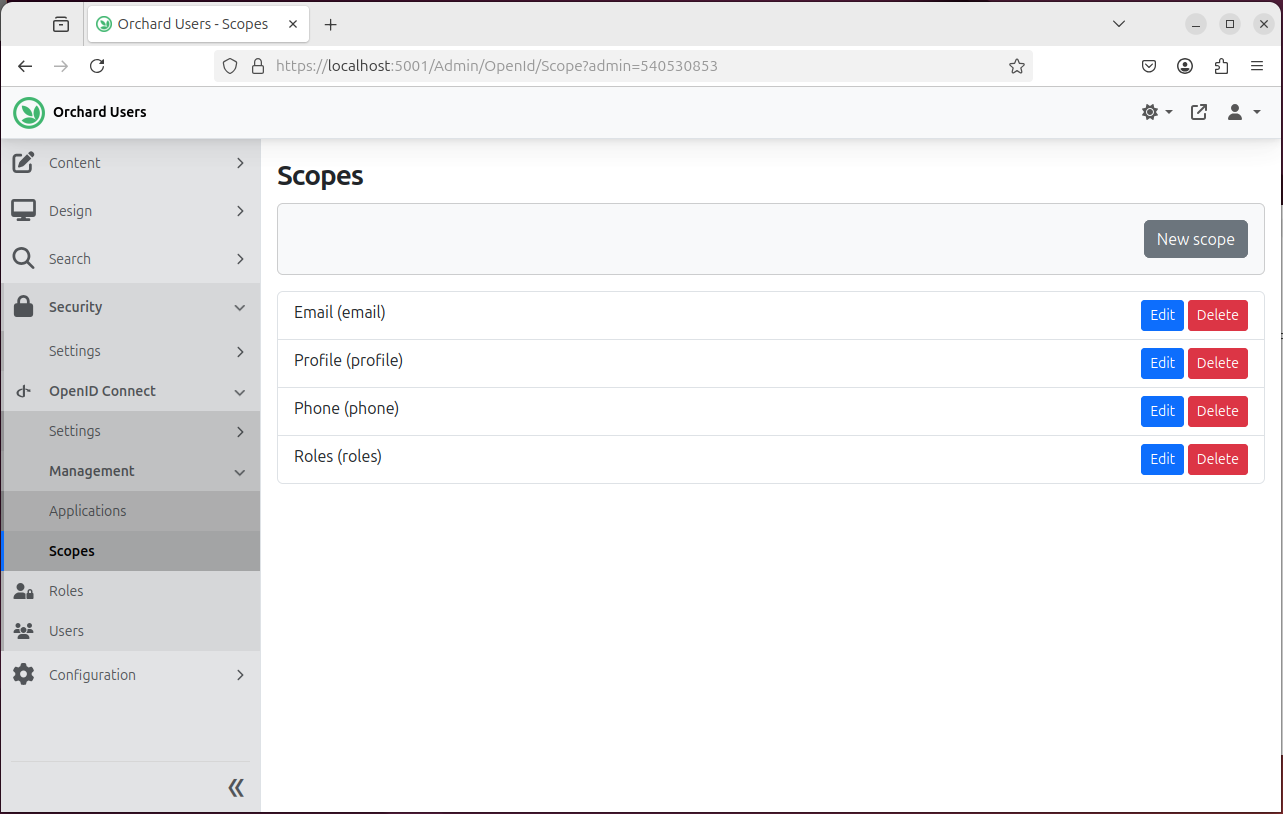 Orchard Users - Scopes
https://localhost:5001/Admin/OpenId/Scope?admin=540530853
Orchard Users
Content
Design
Search
Security
Settings
OpenID Connect
Settings
Management
Applications
Scopes
Roles
Users
Configuration
Scopes
New scope
Email (email) Edit Delete
Profile (profile) Edit Delete
Phone (phone) Edit Delete
Roles (roles) Edit Delete